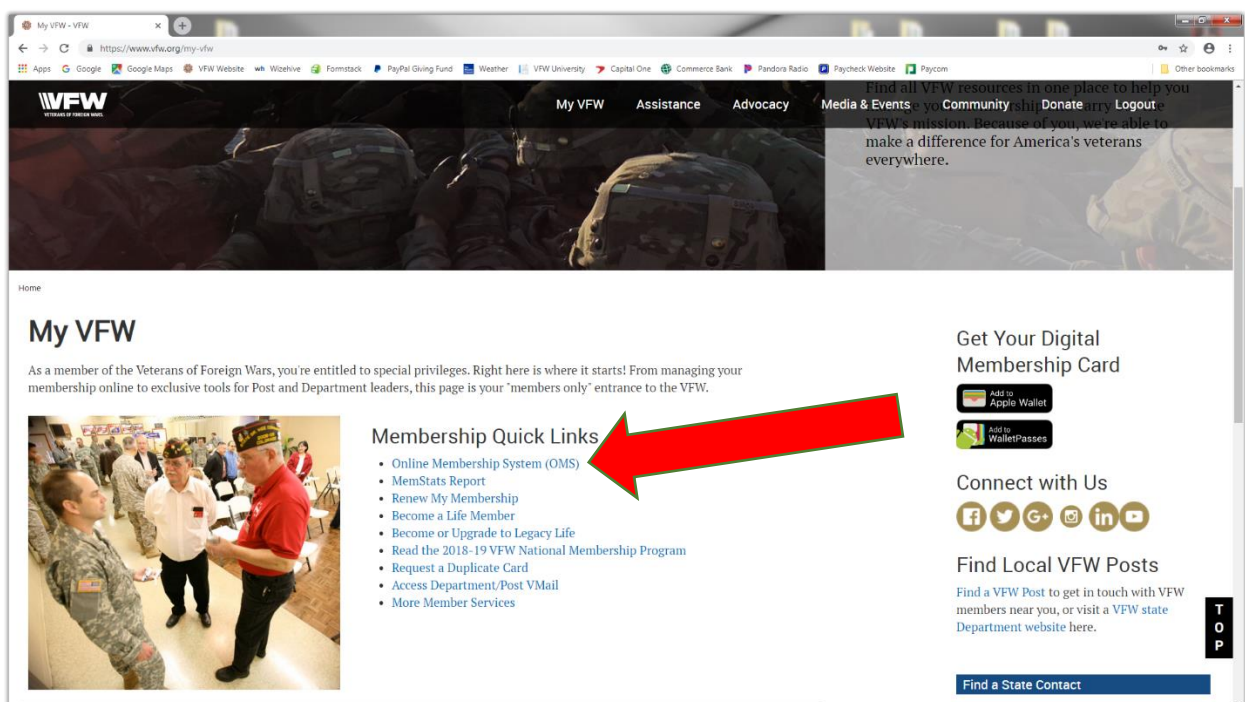 My VFW - VFW
https://www.vfw.org/my-vfw
Apps Google Google Maps VFW Website wh Wizehive Formstack PayPal Giving Fund Weather VFW University Capital One Commerce Bank Pandora Radio Paycheck Website Paycom Other bookmarks
VFW
VETERANS OF FOREIGN WARS.
My VFW Assistance Advocacy Media & Events Community Donate Logout
Find all VFW resources in one place to help you
VFW's mission. Because of you, we're able to
make a difference for America's veterans
everywhere.
Home
My VFW
As a member of the Veterans of Foreign Wars, you're entitled to special privileges. Right here is where it starts! From managing your
membership online to exclusive tools for Post and Department leaders, this page is your "members only" entrance to the VFW.
Membership Quick Links
• Online Membership System (OMS)
• MemStats Report
• Renew My Membership
• Become a Life Member
• Become or Upgrade to Legacy Life
• Read the 2018-19 VFW National Membership Program
• Request a Duplicate Card
• Access Department/Post VMail
• More Member Services
Get Your Digital
Membership Card
Add to
Apple Wallet
Add to
WalletPasses
Connect with Us
Find Local VFW Posts
Find a VFW Post to get in touch with VFW
members near you, or visit a VFW state
Department website here.
TOP
Find a State Contact